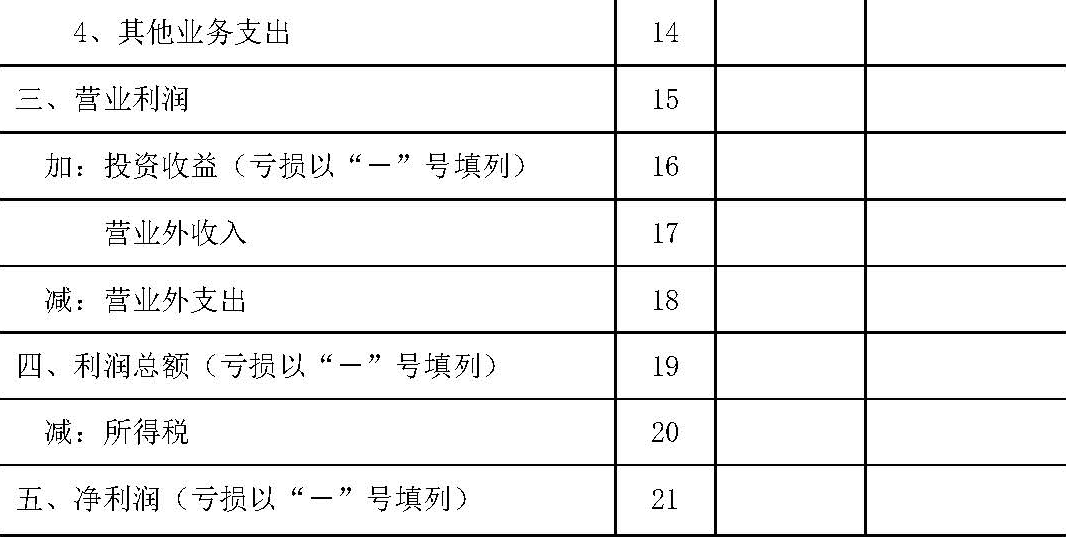 4、其他业务支出 14
三、营业利润 15
加：投资收益（亏损以“－”号填列） 16
营业外收入 17
减：营业外支出 18
四、利润总额（亏损以“－”号填列） 19
减：所得税 20
五、净利润（亏损以“－”号填列） 21